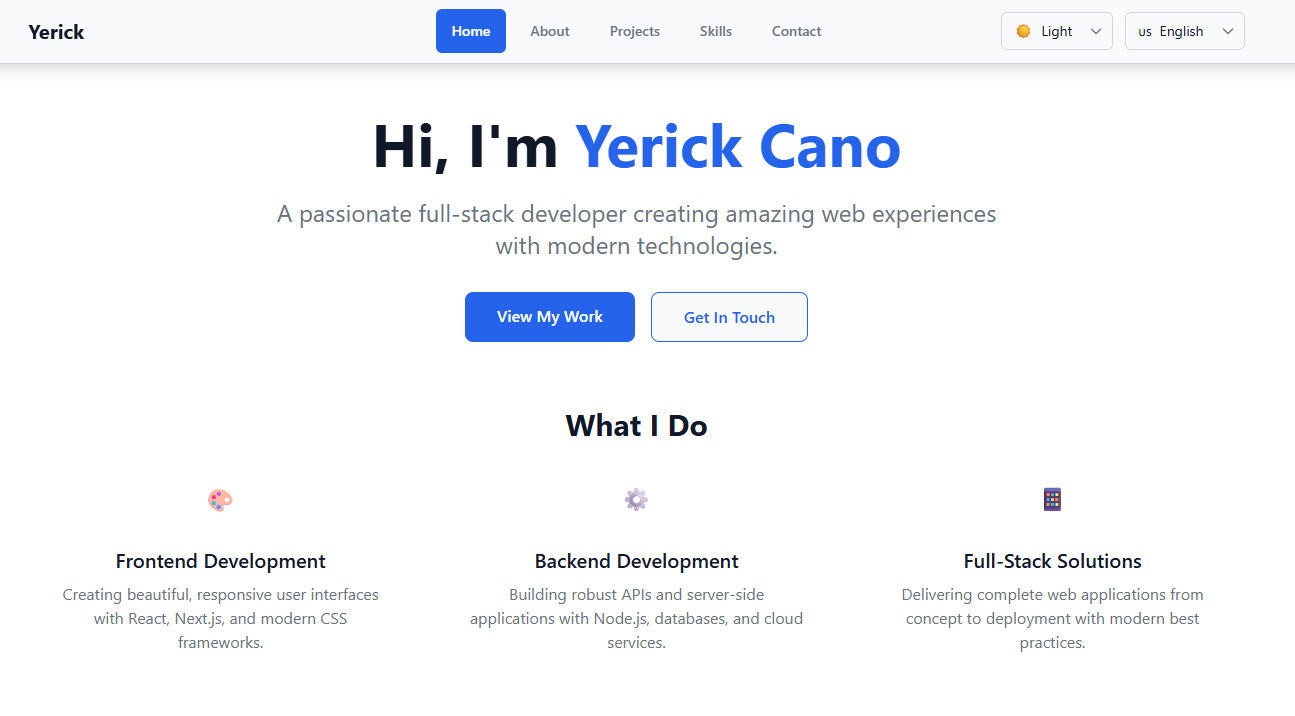 Yerick
Home
About
Projects
Skills
Contact
Light
us English
Hi, I'm Yerick Cano
A passionate full-stack developer creating amazing web experiences
with modern technologies.
View My Work
Get In Touch
What I Do
Frontend Development
Creating beautiful, responsive user interfaces
with React, Next.js, and modern CSS
frameworks.
Backend Development
Building robust APIs and server-side
applications with Node.js, databases, and cloud
services.
Full-Stack Solutions
Delivering complete web applications from
concept to deployment with modern best
practices.